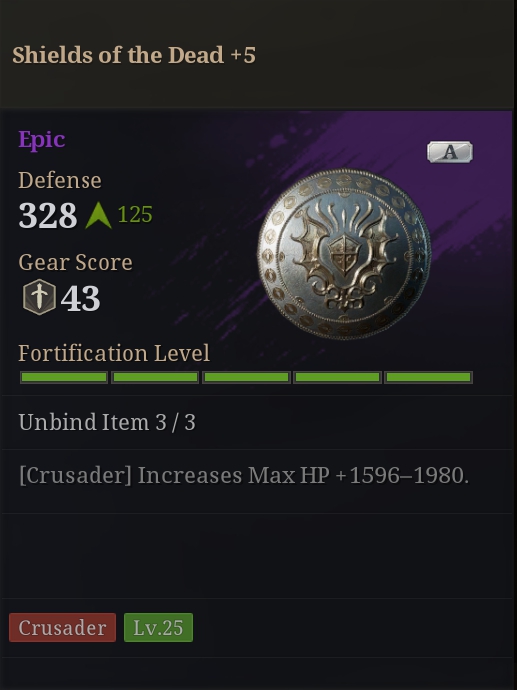 Shields of the Dead +5
Epic
A
Defense
328 125
Gear Score
43
Fortification Level
Unbind Item 3 / 3
[Crusader] Increases Max HP +1596–1980.
Crusader Lv.25